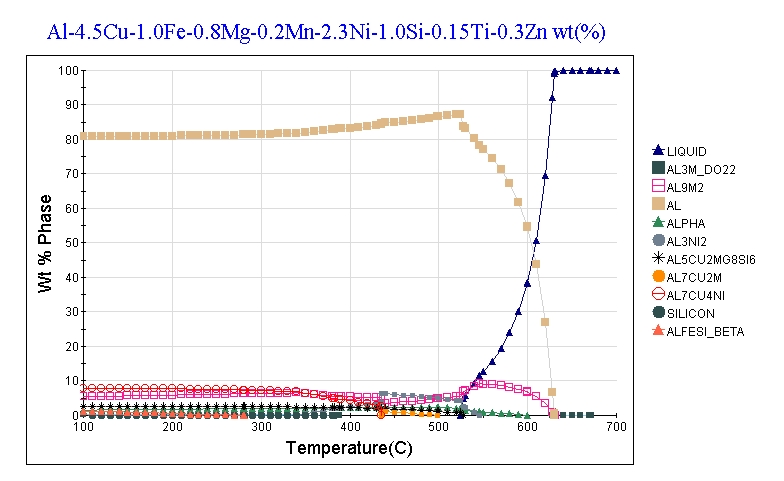 Al-4.5Cu-1.0Fe-0.8Mg-0.2Mn-2.3Ni-1.0Si-0.15Ti-0.3Zn wt(%)
100
90
80
70
60
50
40
30
20
10
0
Wt % Phase
100 200 300 400 500 600 700
Temperature(C)
LIQUID
AL3M_DO22
AL9M2
AL
ALPHA
AL3NI2
AL5CU2MG8SI6
AL7CU2M
AL7CU4NI
SILICON
ALFESI_BETA